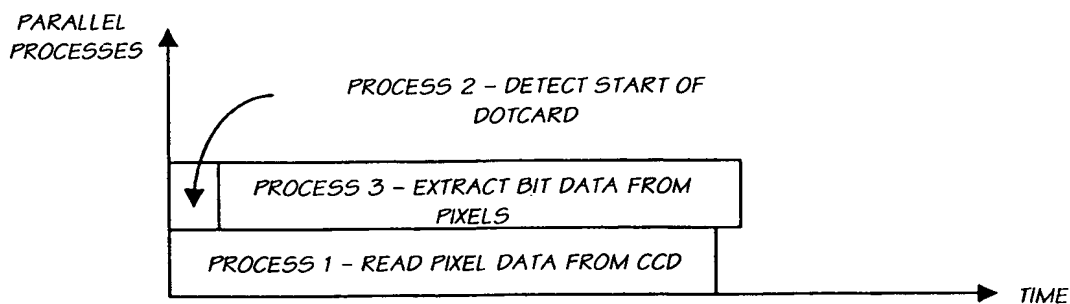 PARALLEL
PROCESSES
PROCESS 2 – DETECT START OF
DOTCARD
PROCESS 3 – EXTRACT BIT DATA FROM
PIXELS
PROCESS 1 – READ PIXEL DATA FROM CCD
TIME